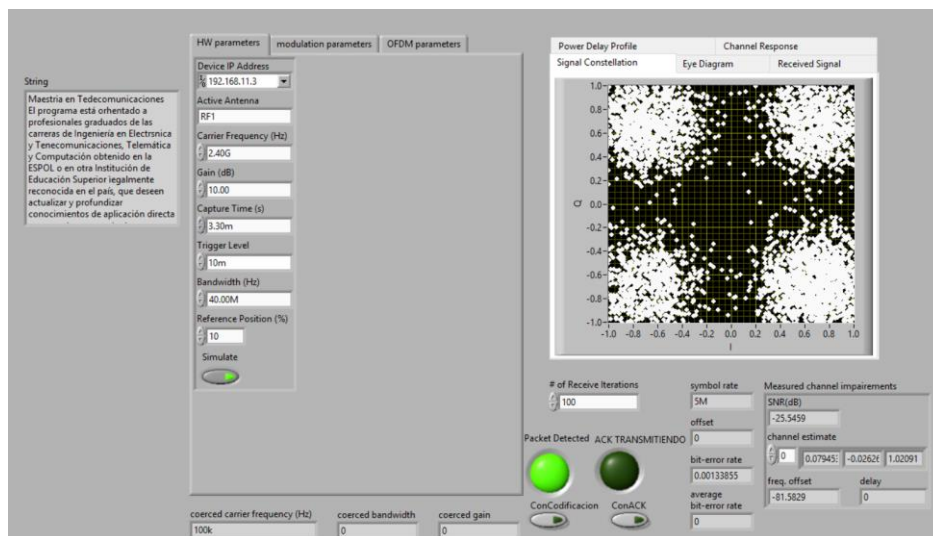 HW parameters
modulation parameters
OFDM parameters
Device IP Address
192.168.11.3
Active Antenna
RF1
Carrier Frequency (Hz)
2.40G
Gain (dB)
10.00
Capture Time (s)
3.30m
Trigger Level
10m
Bandwidth (Hz)
40.00M
Reference Position (%)
10
Simulate
String
Maestria en Tedecomunicaciones
El programa está orhentado a
profesionales graduados de las
carreras de Ingeniería en Electrsnica
y Tenecomunicaciones, Telemática
y Computación obtenido en la
ESPOL o en otra Institución de
Educación Superior iegalmente
reconocida en el país, que deseen
actualizar y profundizar
conocimientos de aplicación directa
Power Delay Profile
Channel Response
Signal Constellation
Eye Diagram
Received Signal
1.0
0.8
0.6
0.4
0.2
0.0
-0.2
-0.4
-0.6
-0.8
-1.0
Q
-1.0 -0.8 -0.6 -0.4 -0.2 0.0 0.2 0.4 0.6 0.8 1.0
I
# of Receive Iterations
100
symbol rate
5M
offset
0
bit-error rate
0.00133855
average
bit-error rate
0
Measured channel impairements
SNR(dB)
-25.5459
channel estimate
0 0.07945 -0.0262 1.02091
freq. offset
-81.5829
delay
0
Packet Detected
ACK TRANSMITIENDO
ConCodificacion
ConACK
coerced carrier frequency (Hz)
100k
coerced bandwidth
0
coerced gain
0